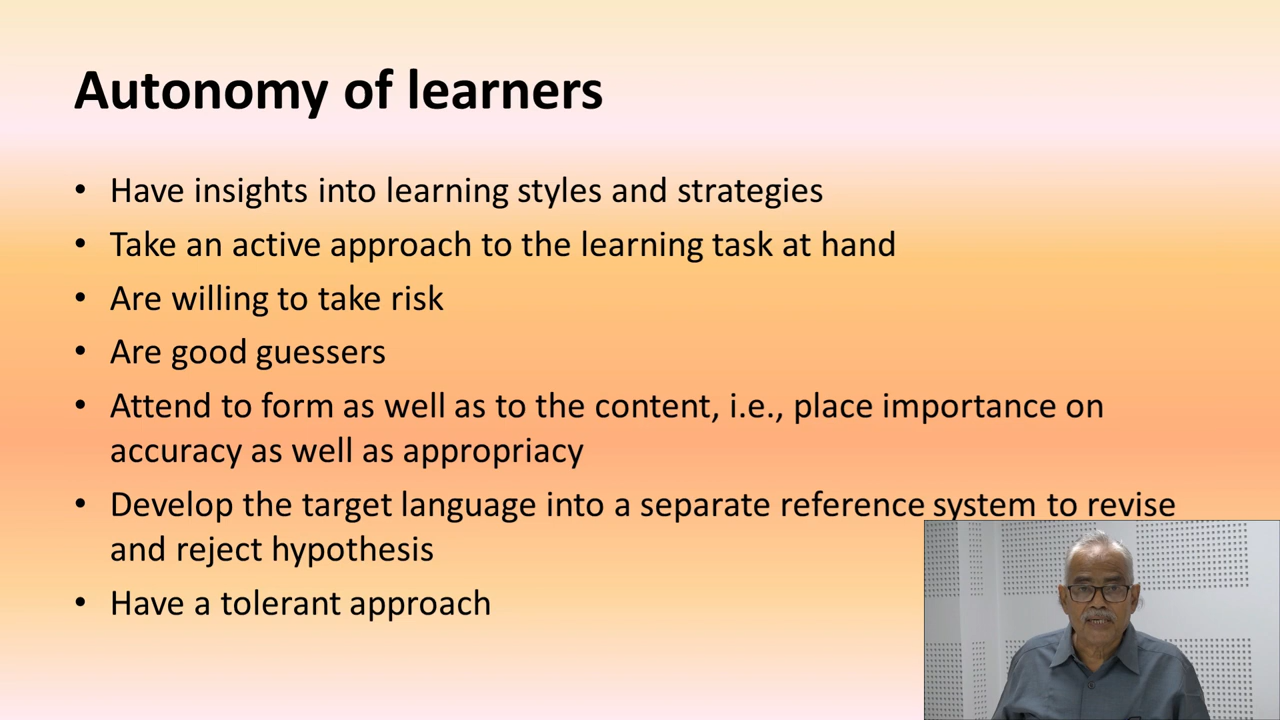 Autonomy of learners
• Have insights into learning styles and strategies
• Take an active approach to the learning task at hand
• Are willing to take risk
• Are good guessers
• Attend to form as well as to the content, i.e., place importance on
accuracy as well as appropriacy
• Develop the target language into a separate reference system to revise
and reject hypothesis
• Have a tolerant approach